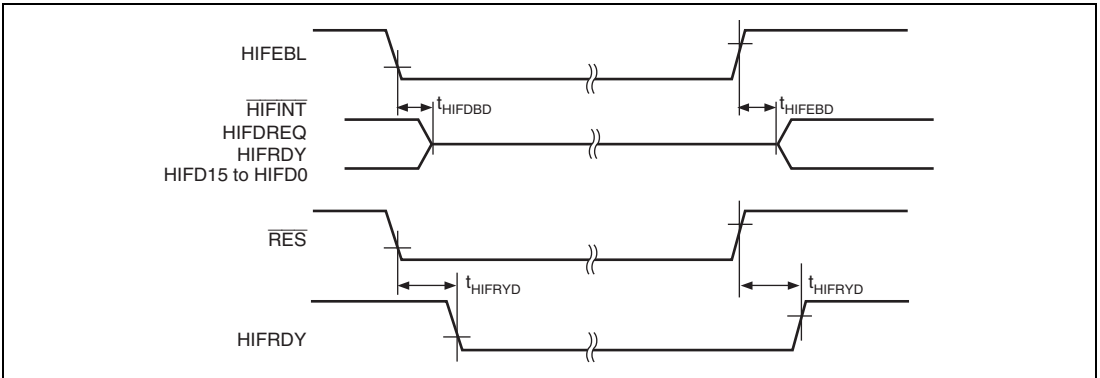 HIFEBL
HIFINT
tHIFDBD
tHIFEBD
HIFDREQ
HIFRDY
HIFD15 to HIFD0
RES
tHIFRYD
tHIFRYD
HIFRDY